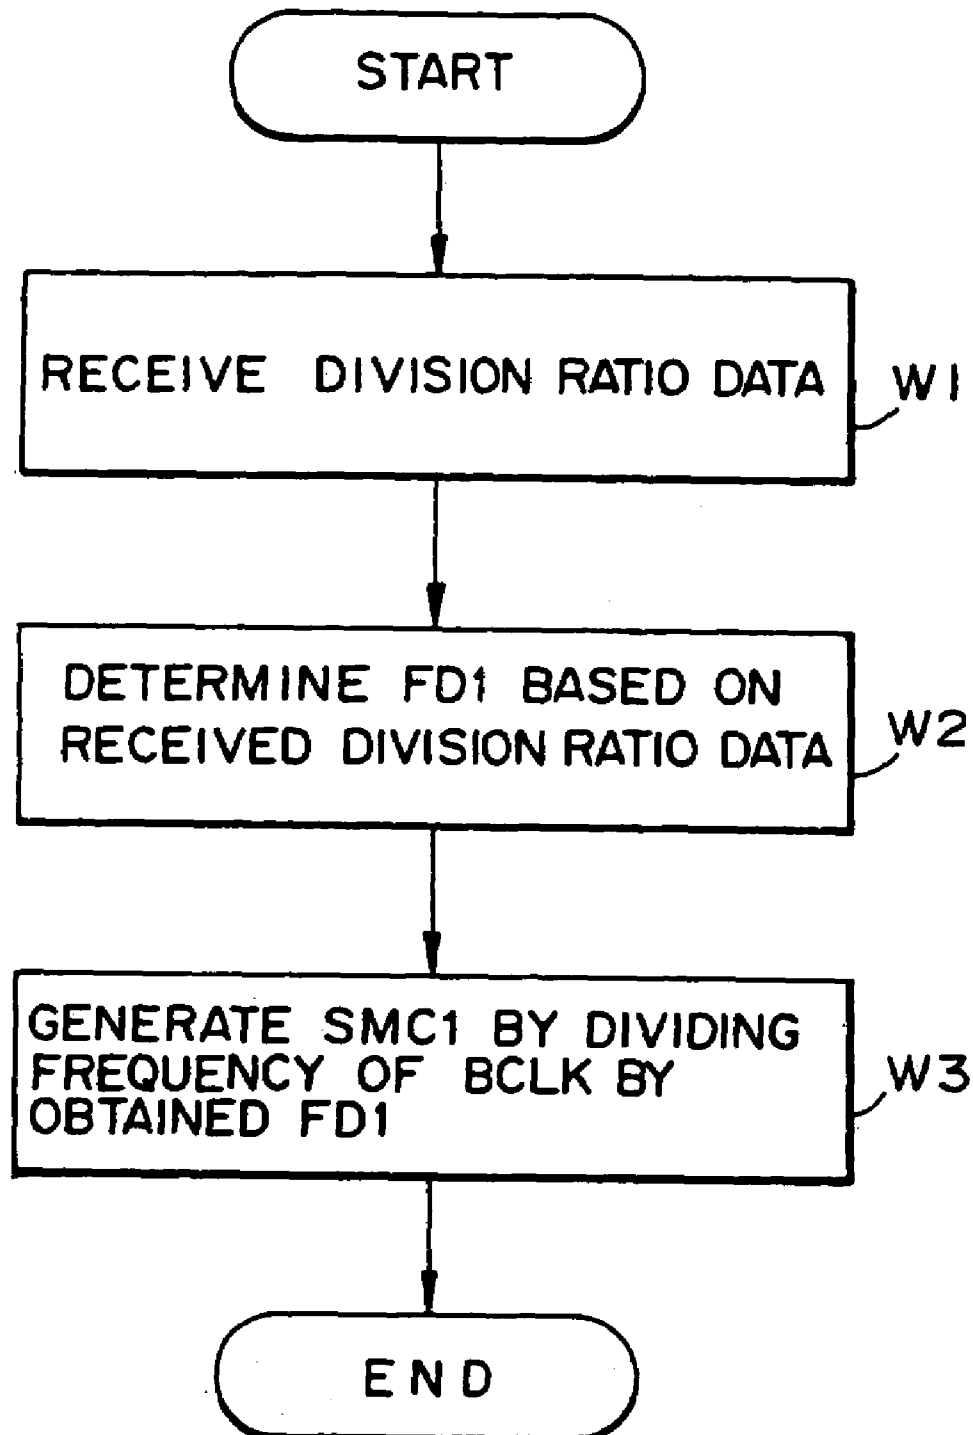 START
RECEIVE DIVISION RATIO DATA
W1
DETERMINE FD1 BASED ON
RECEIVED DIVISION RATIO DATA
W2
GENERATE SMC1 BY DIVIDING
FREQUENCY OF BCLK BY
OBTAINED FD1
W3
END